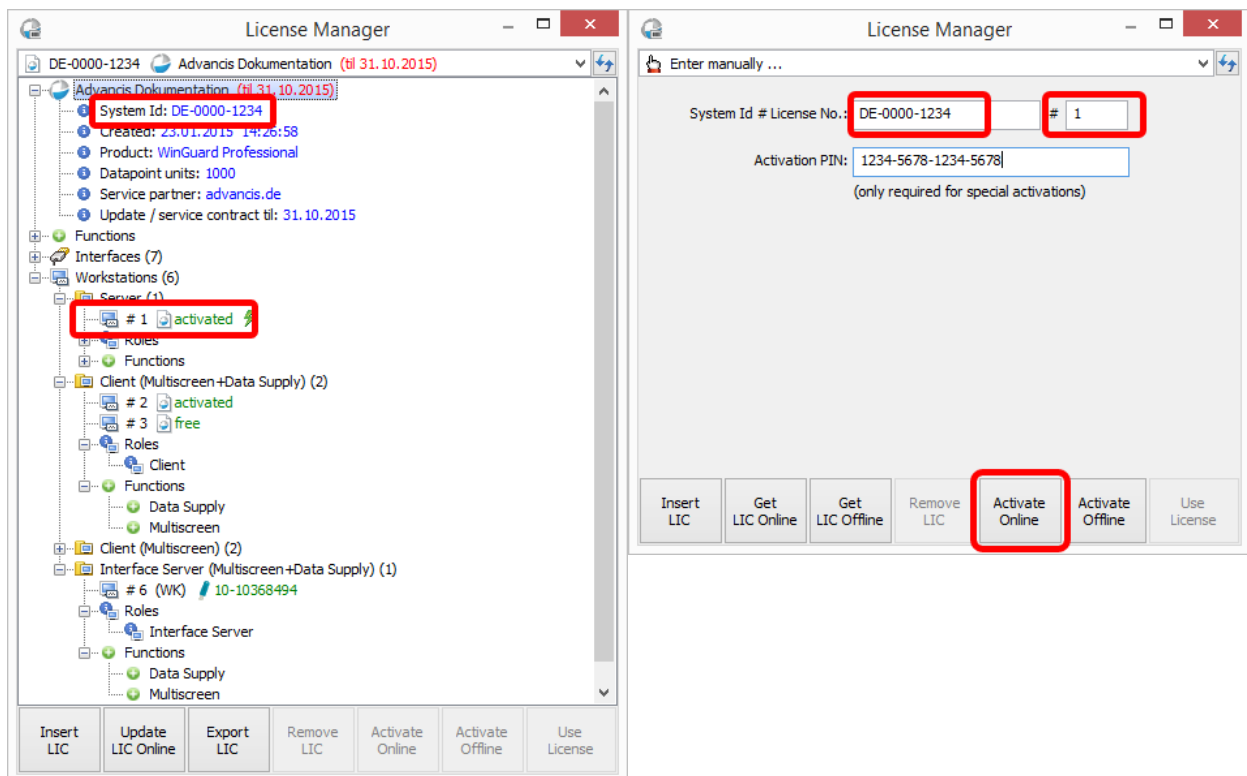 License Manager
DE-0000-1234 Advancis Dokumentation (til 31.10.2015)
Advancis Dokumentation (til 31.10.2015)
System Id: DE-0000-1234
Created: 23.01.2015 14:26:58
Product: WinGuard Professional
Datapoint units: 1000
Service partner: advancis.de
Update / service contract til: 31.10.2015
Functions
Interfaces (7)
Workstations (6)
Server (1)
# 1 activated
Roles
Functions
Client (Multiscreen+Data Supply) (2)
# 2 activated
# 3 free
Roles
Client
Functions
Data Supply
Multiscreen
Client (Multiscreen) (2)
Interface Server (Multiscreen+Data Supply) (1)
# 6 (WK) 10-10368494
Roles
Interface Server
Functions
Data Supply
Multiscreen
Insert LIC
Update LIC Online
Export LIC
Remove LIC
Activate Online
Activate Offline
Use License
License Manager
Enter manually ...
System Id # License No.: DE-0000-1234 # 1
Activation PIN: 1234-5678-1234-5678
(only required for special activations)
Insert LIC
Get LIC Online
Get LIC Offline
Remove LIC
Activate Online
Activate Offline
Use License